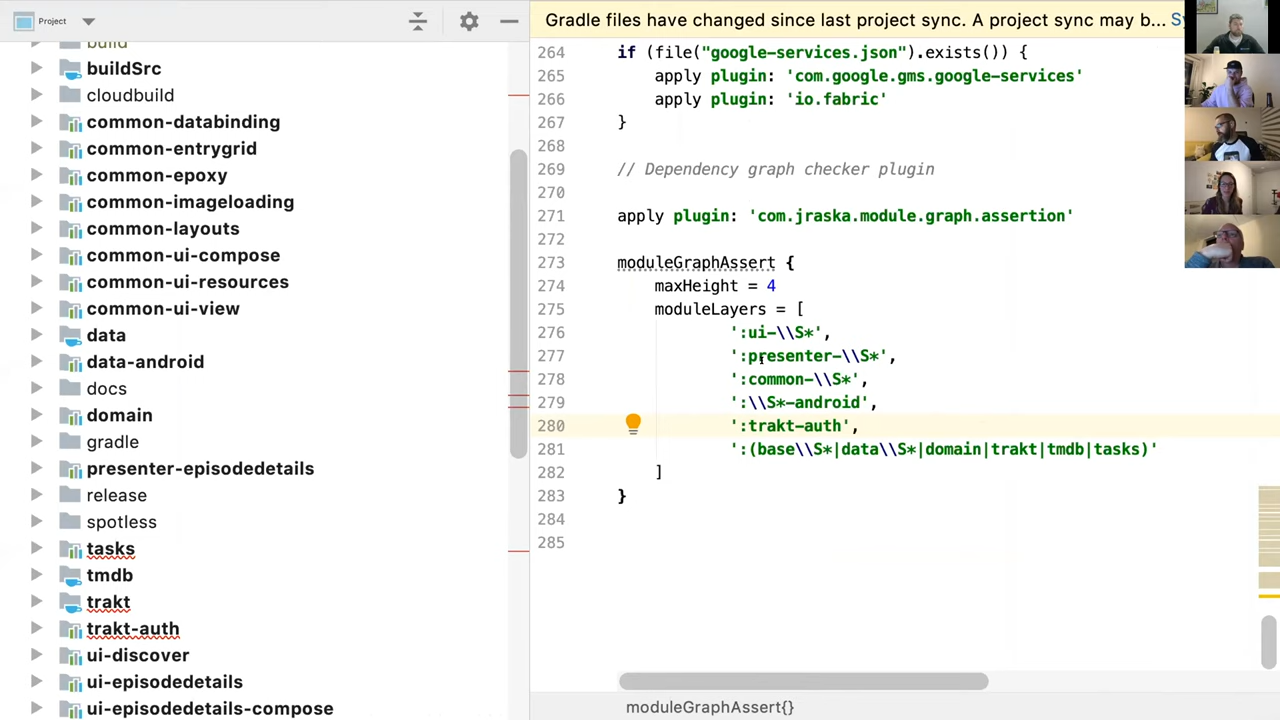 Project
build
buildSrc
cloudbuild
common-databinding
common-entrygrid
common-epoxy
common-imageloading
common-layouts
common-ui-compose
common-ui-resources
common-ui-view
data
data-android
docs
domain
gradle
presenter-episodedetails
release
spotless
tasks
tmdb
trakt
trakt-auth
ui-discover
ui-episodedetails
ui-episodedetails-compose
Gradle files have changed since last project sync. A project sync may b...
264 if (file("google-services.json").exists()) {
265 apply plugin: 'com.google.gms.google-services'
266 apply plugin: 'io.fabric'
267 }
268
269 // Dependency graph checker plugin
270
271 apply plugin: 'com.jraska.module.graph.assertion'
272
273 moduleGraphAssert {
274 maxHeight = 4
275 moduleLayers = [
276 ':ui-\\S*',
277 ':presenter-\\S*',
278 ':common-\\S*',
279 ':\\S*-android',
280 ':trakt-auth',
281 ':(base\\S*|data\\S*|domain|trakt|tmdb|tasks)'
282 ]
283 }
284
285
moduleGraphAssert{}